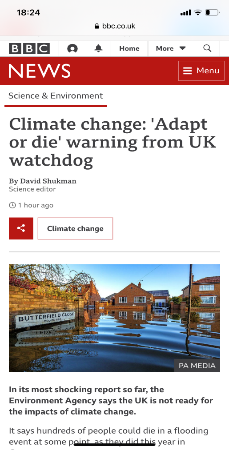 18:24
bbc.co.uk
BBC
Home
More
NEWS
Menu
Science & Environment
Climate change: 'Adapt
or die' warning from UK
watchdog
By David Shukman
Science editor
1 hour ago
Climate change
BUTTERFIELD CLOSE
PA MEDIA
In its most shocking report so far, the
Environment Agency says the UK is not ready for
the impacts of climate change.
It says hundreds of people could die in a flooding
event at some point, as they did this year in